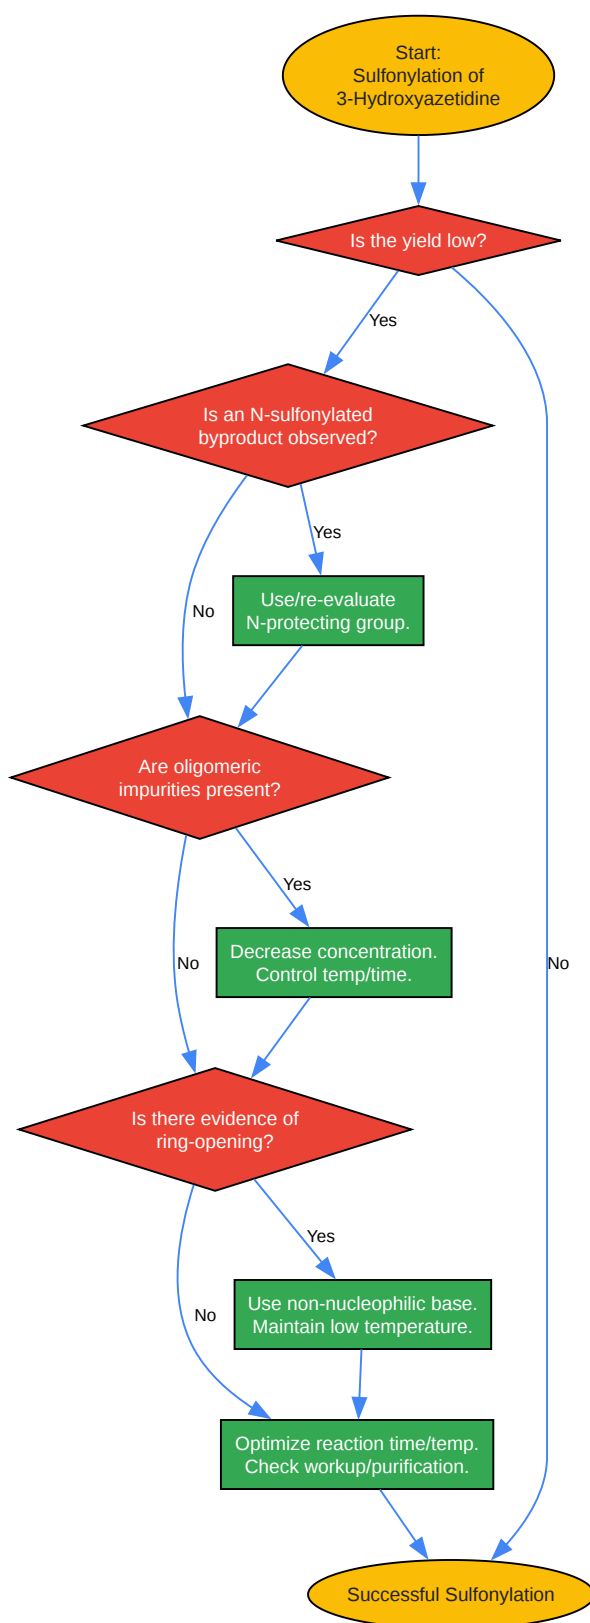 Start:
Sulfonylation of
3-Hydroxyazetidine
Is the yield low?
Yes
Is an N-sulfonylated
byproduct observed?
Yes
No
Use/re-evaluate
N-protecting group.
Are oligomeric
impurities present?
Yes
No
No
Decrease concentration.
Control temp/time.
Is there evidence of
ring-opening?
Yes
No
Use non-nucleophilic base.
Maintain low temperature.
Optimize reaction time/temp.
Check workup/purification.
Successful Sulfonylation